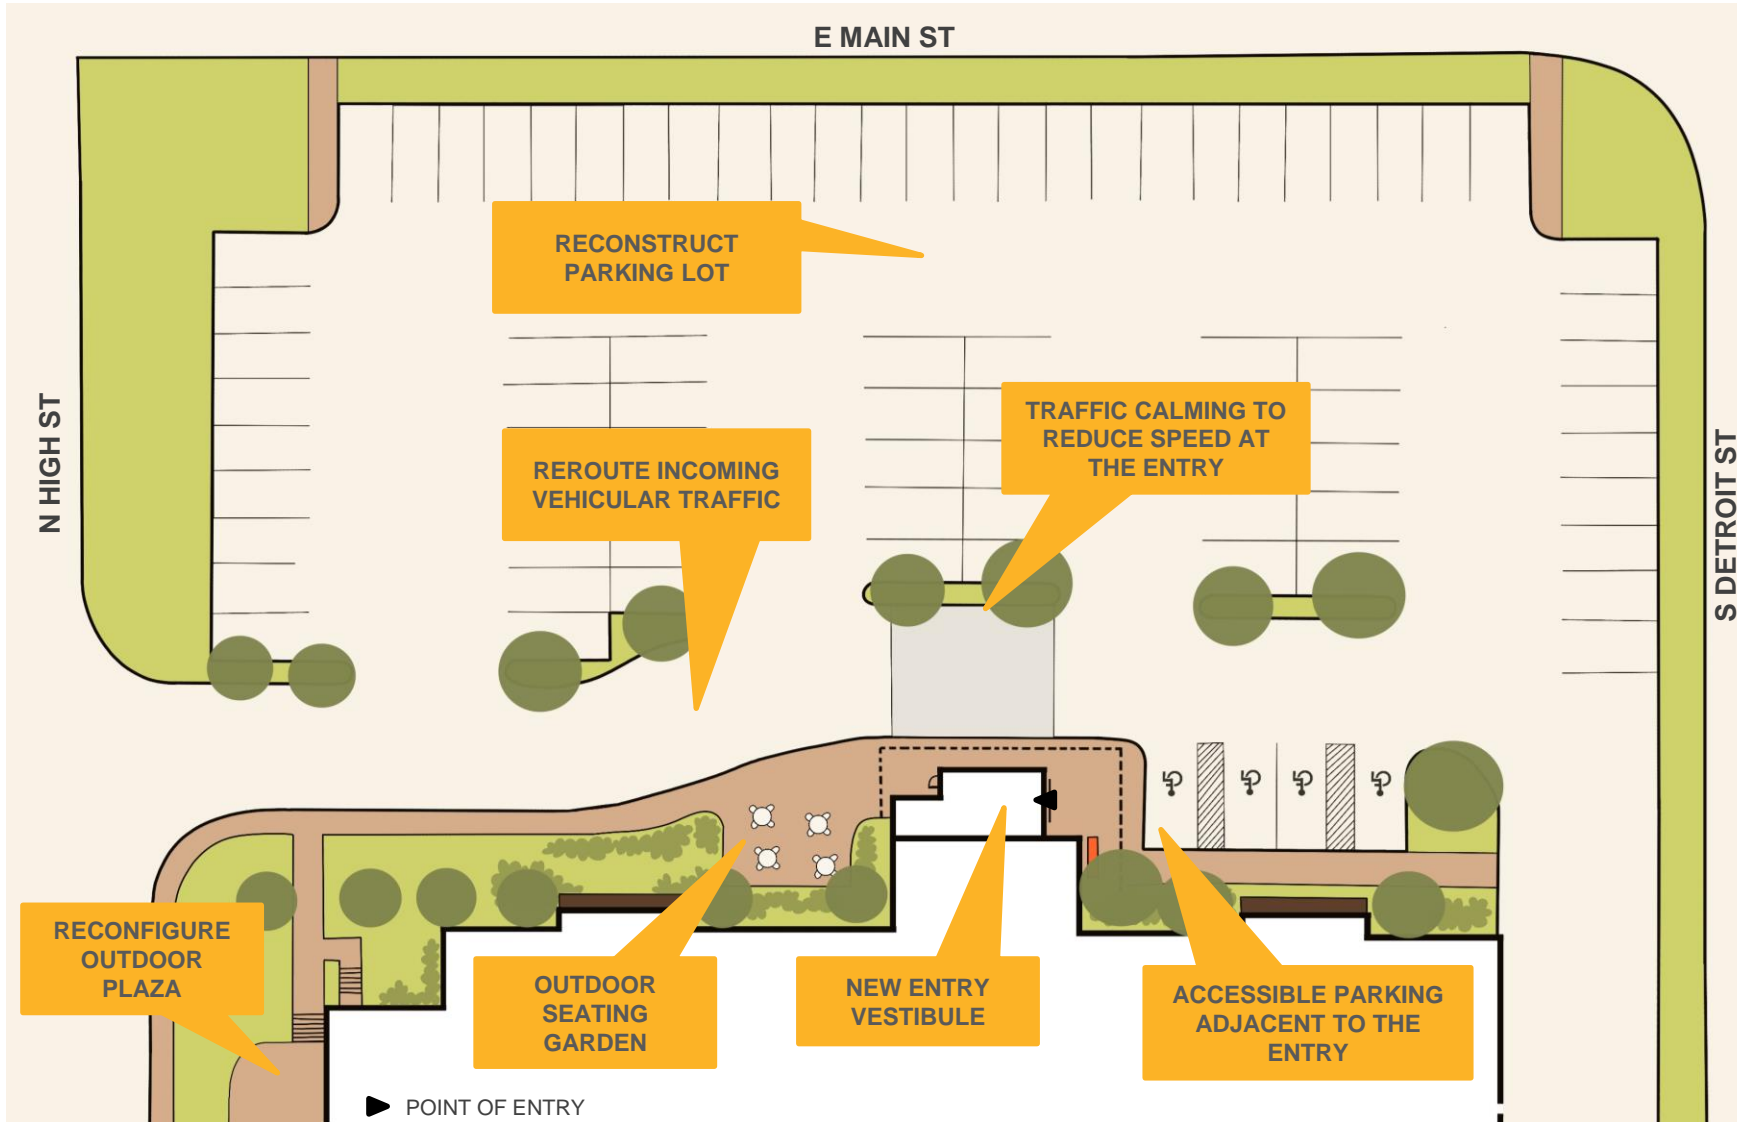 E MAIN ST
RECONSTRUCT
PARKING LOT
TRAFFIC CALMING TO
REDUCE SPEED AT
THE ENTRY
N HIGH ST
REROUTE INCOMING
VEHICULAR TRAFFIC
S DETROIT ST
RECONFIGURE
OUTDOOR
PLAZA
OUTDOOR
SEATING
GARDEN
NEW ENTRY
VESTIBULE
ACCESSIBLE PARKING
ADJACENT TO THE
ENTRY
POINT OF ENTRY